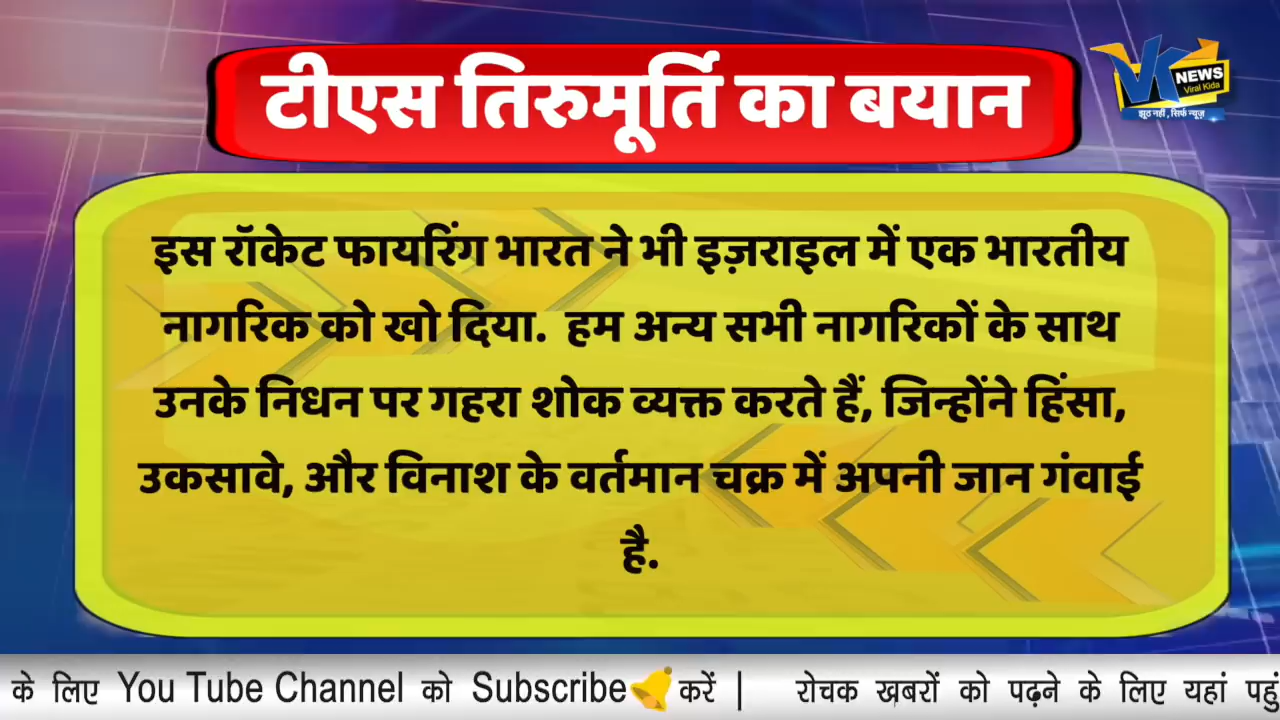 टीएस तिरुमूर्ति का बयान
NEWS
Viral Kida
झूठ नहीं, सिर्फ न्यूज़
इस रॉकेट फायरिंग भारत ने भी इज़राइल में एक भारतीय
नागरिक को खो दिया. हम अन्य सभी नागरिकों के साथ
उनके निधन पर गहरा शोक व्यक्त करते हैं, जिन्होंने हिंसा,
उकसावे, और विनाश के वर्तमान चक्र में अपनी जान गंवाई
है.
के लिए You Tube Channel को Subscribe करें | रोचक ख़बरों को पढ़ने के लिए यहां पहुं